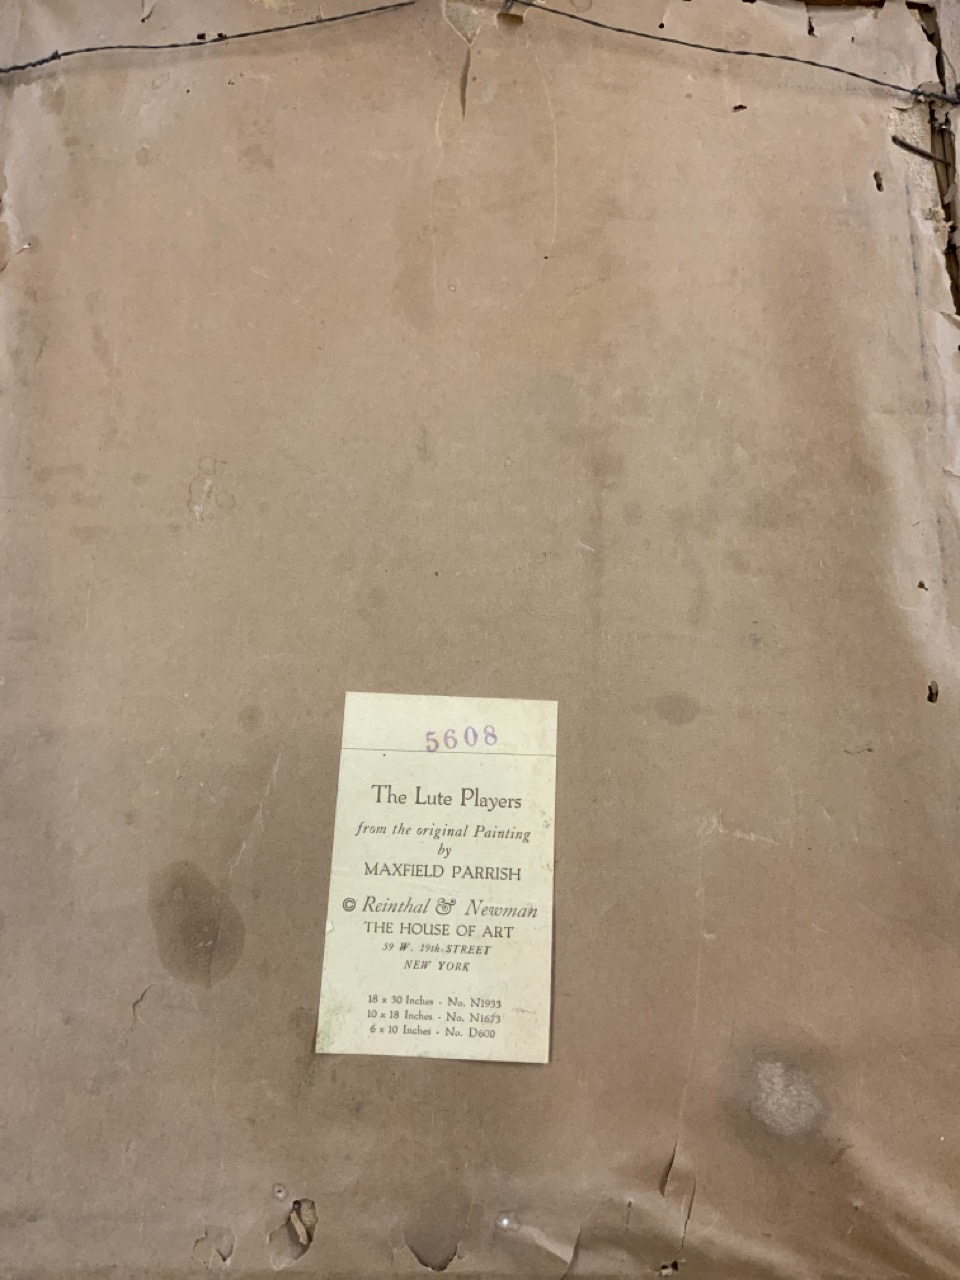 5608
The Lute Players
from the original Painting
by
MAXFIELD PARRISH
© Reinthal & Newman
THE HOUSE OF ART
59 W. 19th STREET
NEW YORK
18 x 30 Inches - No. N1933
10 x 18 Inches - No. N1673
6 x 10 Inches - No. D600